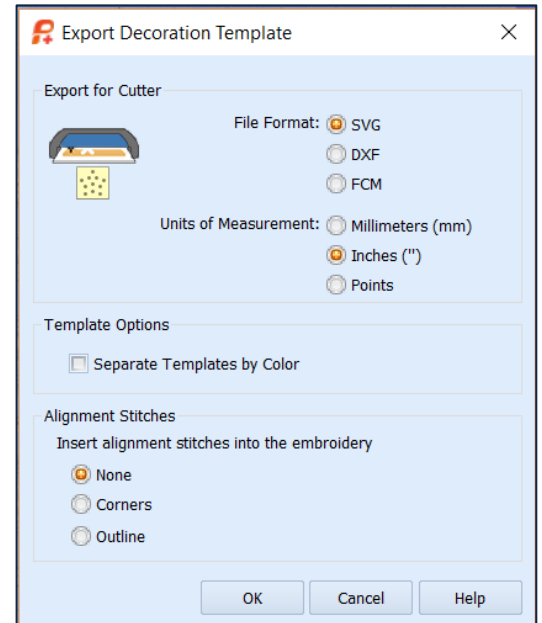 Export Decoration Template
Export for Cutter
File Format: SVG
DXF
FCM
Units of Measurement: Millimeters (mm)
Inches (")
Points
Template Options
Separate Templates by Color
Alignment Stitches
Insert alignment stitches into the embroidery
None
Corners
Outline
OK Cancel Help